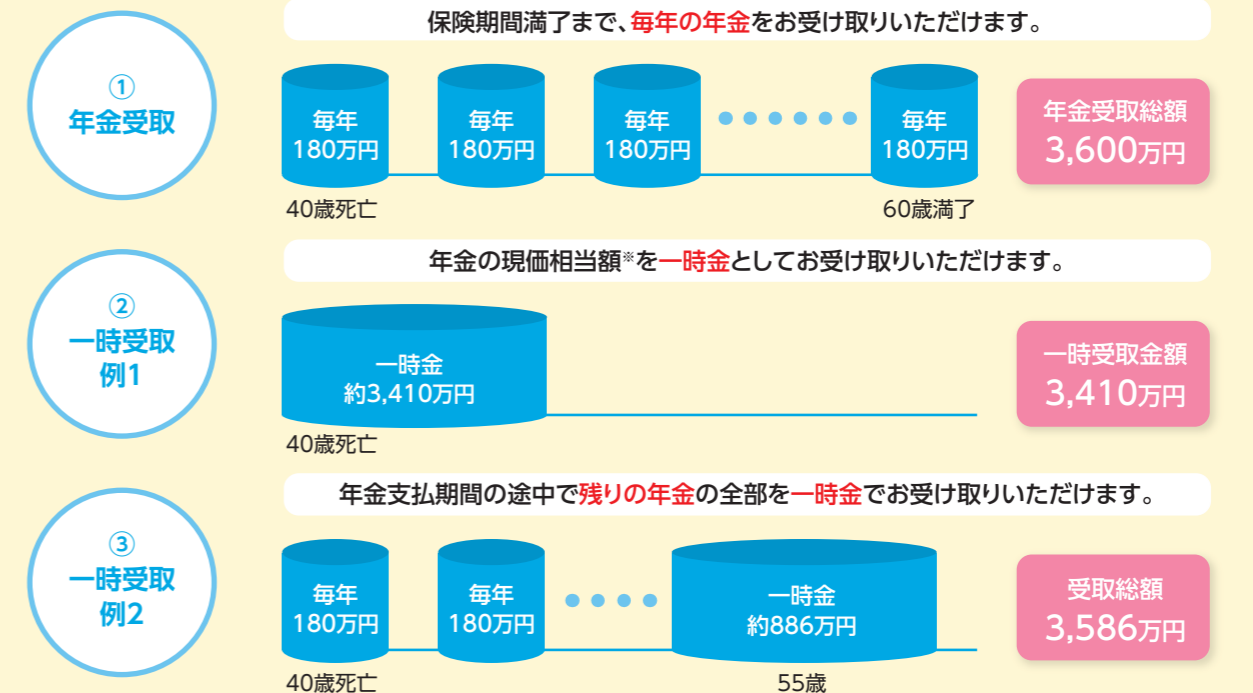 ①
年金受取
保険期間満了まで、毎年の年金をお受け取りいただけます。
毎年
180万円
毎年
180万円
毎年
180万円
毎年
180万円
40歳死亡
60歳満了
年金受取総額
3,600万円
②
一時受取
例1
年金の現価相当額※を一時金としてお受け取りいただけます。
一時金
約3,410万円
40歳死亡
一時受取金額
3,410万円
③
一時受取
例2
年金支払期間の途中で残りの年金の全部を一時金でお受け取りいただけます。
毎年
180万円
毎年
180万円
一時金
約886万円
40歳死亡
55歳
受取総額
3,586万円